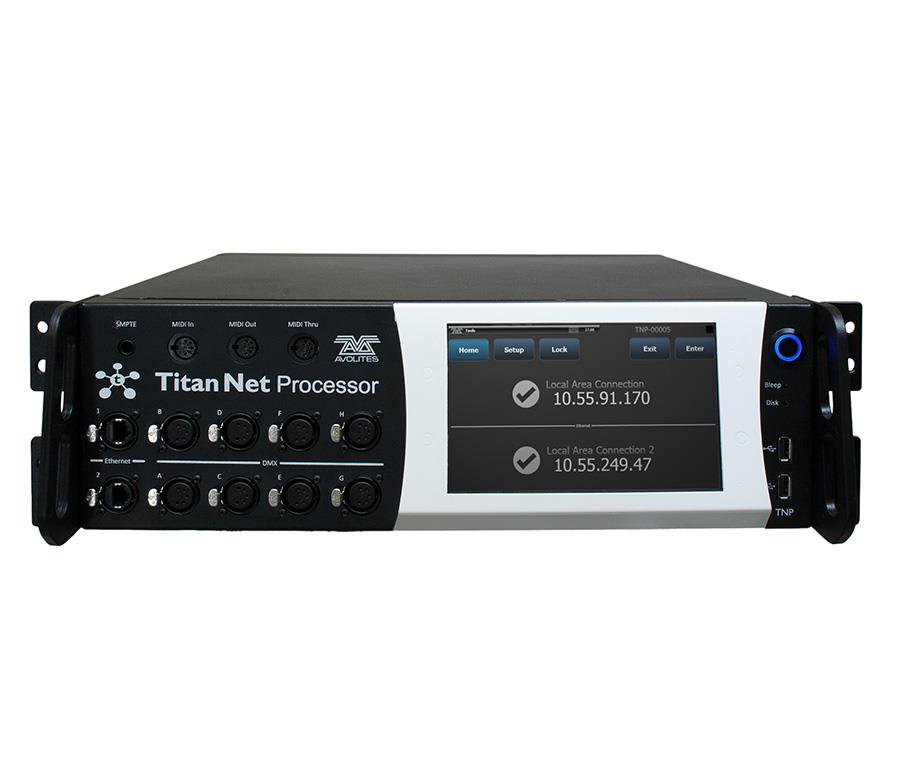 SMPTE
MIDI In
MIDI Out
MIDI Thru
AVOLITES
t
Titan Net Processor
1
B
D
F
H
Ethernet
DMX
2
A
C
E
G
Tools
TNP-00005
Home
Setup
Lock
Exit
Enter
Local Area Connection
10.55.91.170
Ethernet
Local Area Connection 2
10.55.249.47
Bleep
Disk
TNP